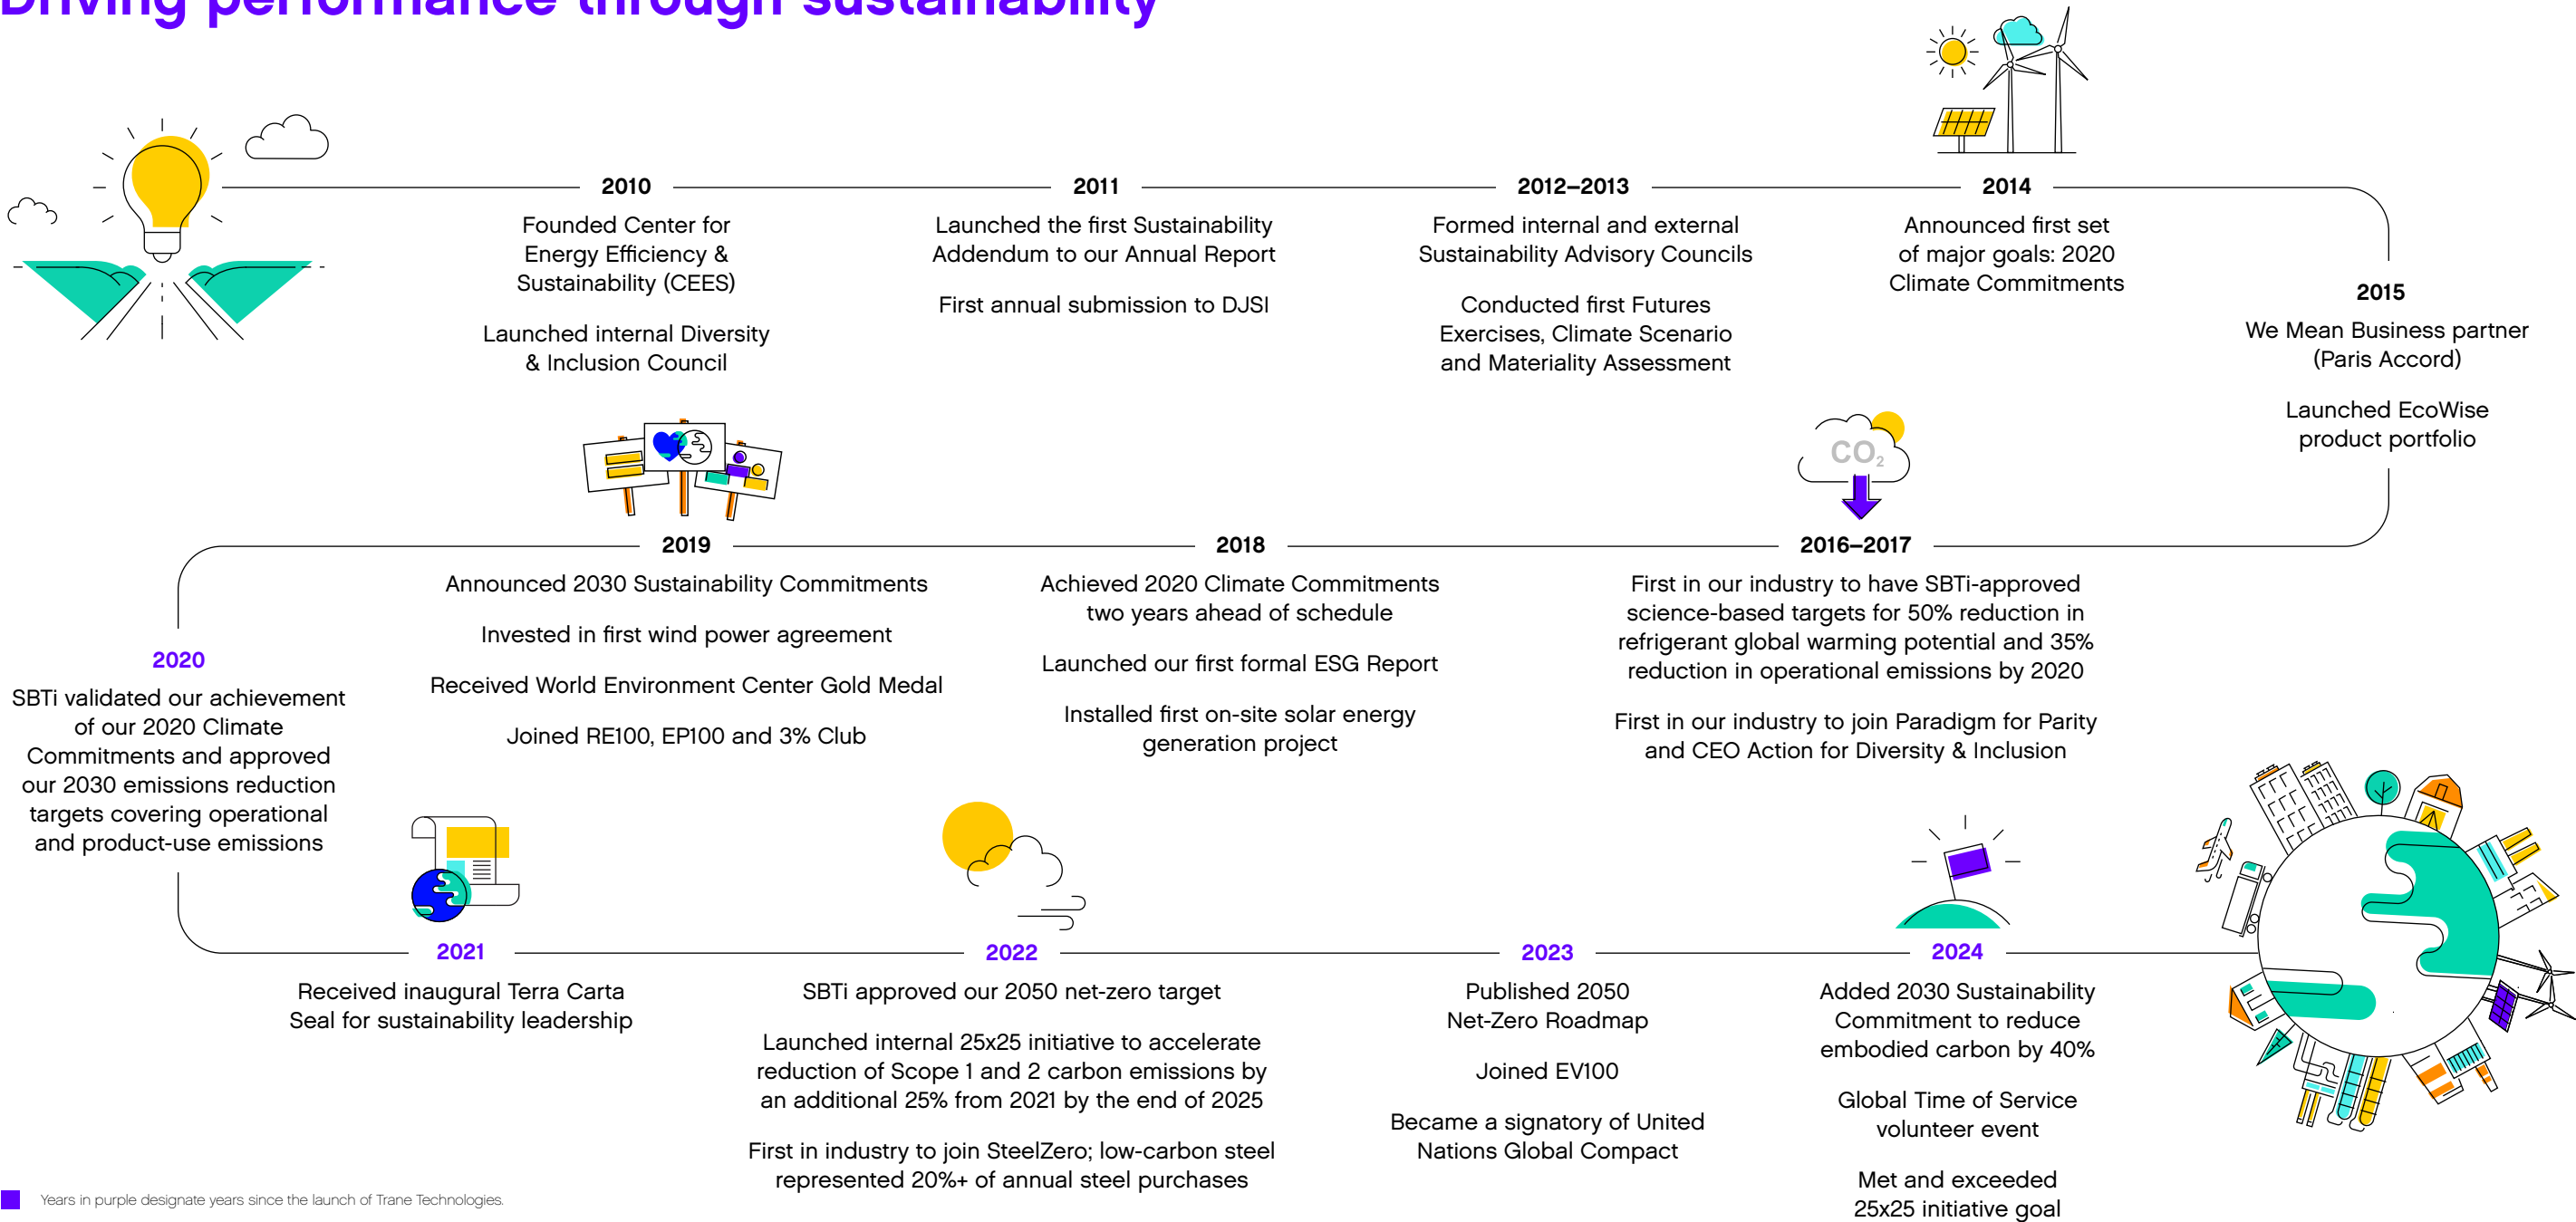 Driving performance through sustainability
2010
Founded Center for
Energy Efficiency &
Sustainability (CEES)
Launched internal Diversity
& Inclusion Council
2011
Launched the first Sustainability
Addendum to our Annual Report
First annual submission to DJSI
2012–2013
Formed internal and external
Sustainability Advisory Councils
Conducted first Futures
Exercises, Climate Scenario
and Materiality Assessment
2014
Announced first set
of major goals: 2020
Climate Commitments
2015
We Mean Business partner
(Paris Accord)
Launched EcoWise
product portfolio
CO2
2016–2017
First in our industry to have SBTi-approved
science-based targets for 50% reduction in
refrigerant global warming potential and 35%
reduction in operational emissions by 2020
First in our industry to join Paradigm for Parity
and CEO Action for Diversity & Inclusion
2018
Achieved 2020 Climate Commitments
two years ahead of schedule
Launched our first formal ESG Report
Installed first on-site solar energy
generation project
2019
Announced 2030 Sustainability Commitments
Invested in first wind power agreement
Received World Environment Center Gold Medal
Joined RE100, EP100 and 3% Club
2020
SBTi validated our achievement
of our 2020 Climate
Commitments and approved
our 2030 emissions reduction
targets covering operational
and product-use emissions
2021
Received inaugural Terra Carta
Seal for sustainability leadership
2022
SBTi approved our 2050 net-zero target
Launched internal 25x25 initiative to accelerate
reduction of Scope 1 and 2 carbon emissions by
an additional 25% from 2021 by the end of 2025
First in industry to join SteelZero; low-carbon steel
represented 20%+ of annual steel purchases
2023
Published 2050
Net-Zero Roadmap
Joined EV100
Became a signatory of United
Nations Global Compact
2024
Added 2030 Sustainability
Commitment to reduce
embodied carbon by 40%
Global Time of Service
volunteer event
Met and exceeded
25x25 initiative goal
Years in purple designate years since the launch of Trane Technologies.